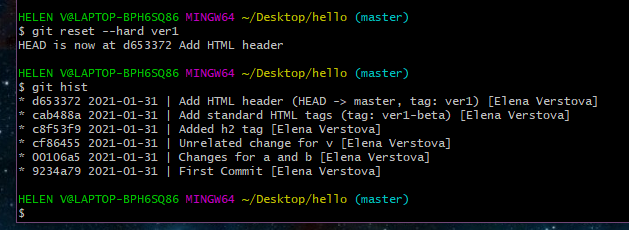 HELEN V@LAPTOP-BPH6SQ86 MINGW64 ~/Desktop/hello (master)
$ git reset --hard ver1
HEAD is now at d653372 Add HTML header
HELEN V@LAPTOP-BPH6SQ86 MINGW64 ~/Desktop/hello (master)
$ git hist
* d653372 2021-01-31 | Add HTML header (HEAD -> master, tag: ver1) [Elena Verstova]
* cab488a 2021-01-31 | Add standard HTML tags (tag: ver1-beta) [Elena Verstova]
* c8f53f9 2021-01-31 | Added h2 tag [Elena Verstova]
* cf86455 2021-01-31 | Unrelated change for v [Elena Verstova]
* 00106a5 2021-01-31 | Changes for a and b [Elena Verstova]
* 9234a79 2021-01-31 | First Commit [Elena Verstova]
HELEN V@LAPTOP-BPH6SQ86 MINGW64 ~/Desktop/hello (master)
$